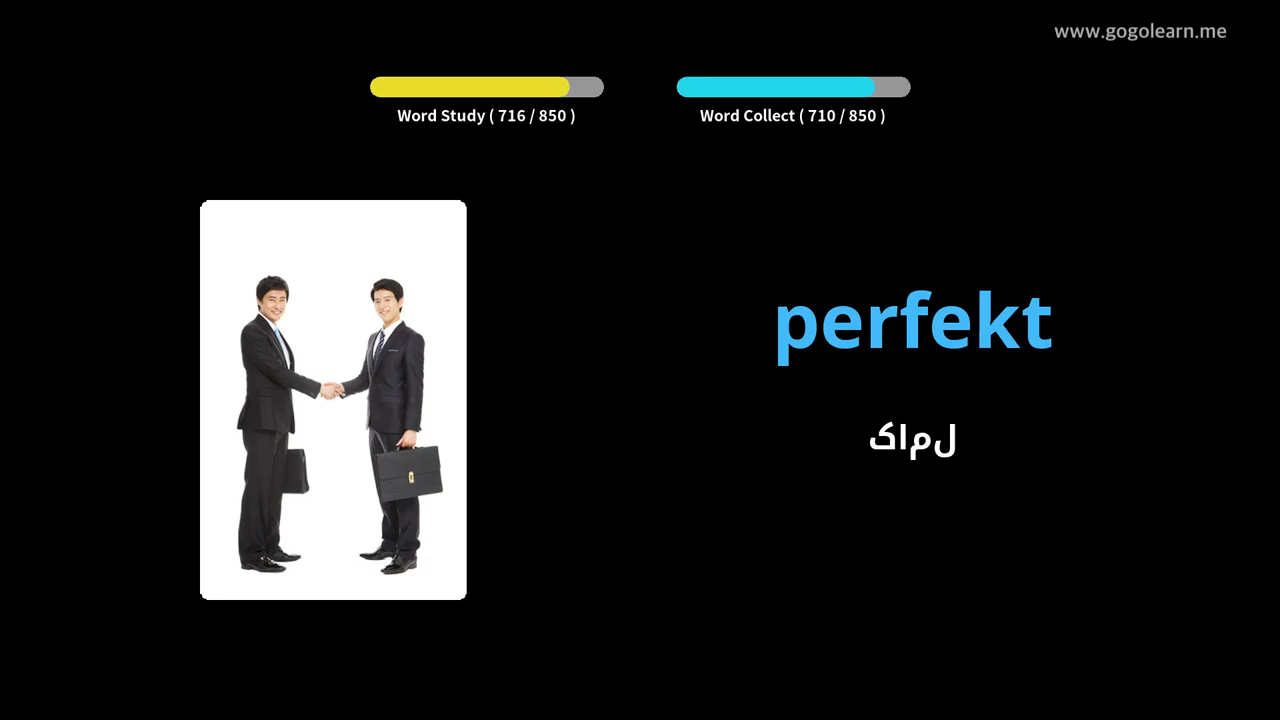 www.gogolearn.me
Word Study ( 716 / 850 )
Word Collect ( 710 / 850 )
perfekt
کامل